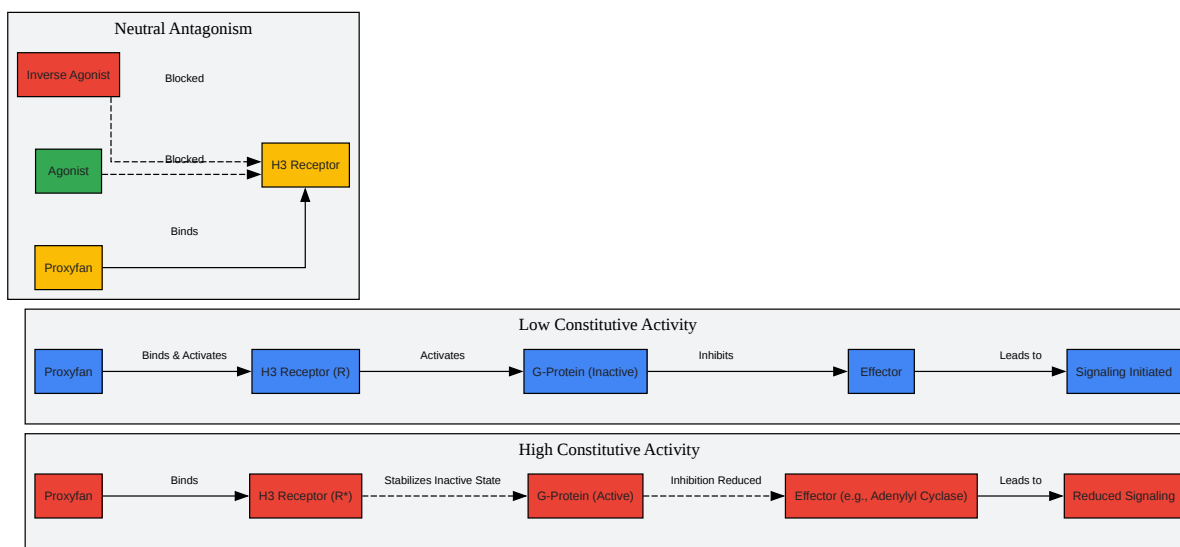 Neutral Antagonism
Inverse Agonist
Blocked
Agonist
Blocked
H3 Receptor
Binds
Proxyfan
Low Constitutive Activity
Proxyfan
Binds & Activates
H3 Receptor (R)
Activates
G-Protein (Inactive)
Inhibits
Effector
Leads to
Signaling Initiated
High Constitutive Activity
Proxyfan
Binds
H3 Receptor (R*)
Stabilizes Inactive State
G-Protein (Active)
Inhibition Reduced
Effector (e.g., Adenylyl Cyclase)
Leads to
Reduced Signaling